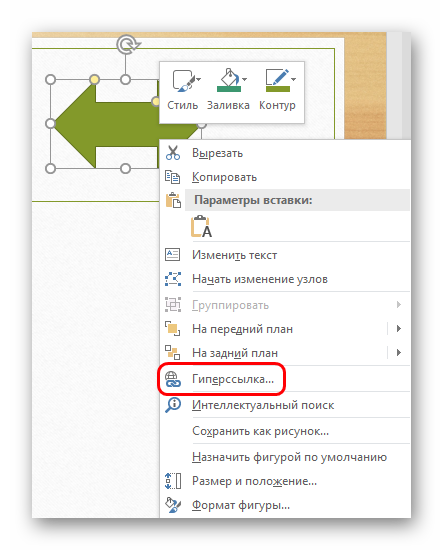 Стиль Заливка Контур
Вырезать
Копировать
Параметры вставки:
A
Изменить текст
Начать изменение узлов
Группировать
На передний план
На задний план
Гиперссылка...
Интеллектуальный поиск
Сохранить как рисунок...
Назначить фигурой по умолчанию
Размер и положение...
Формат фигуры...